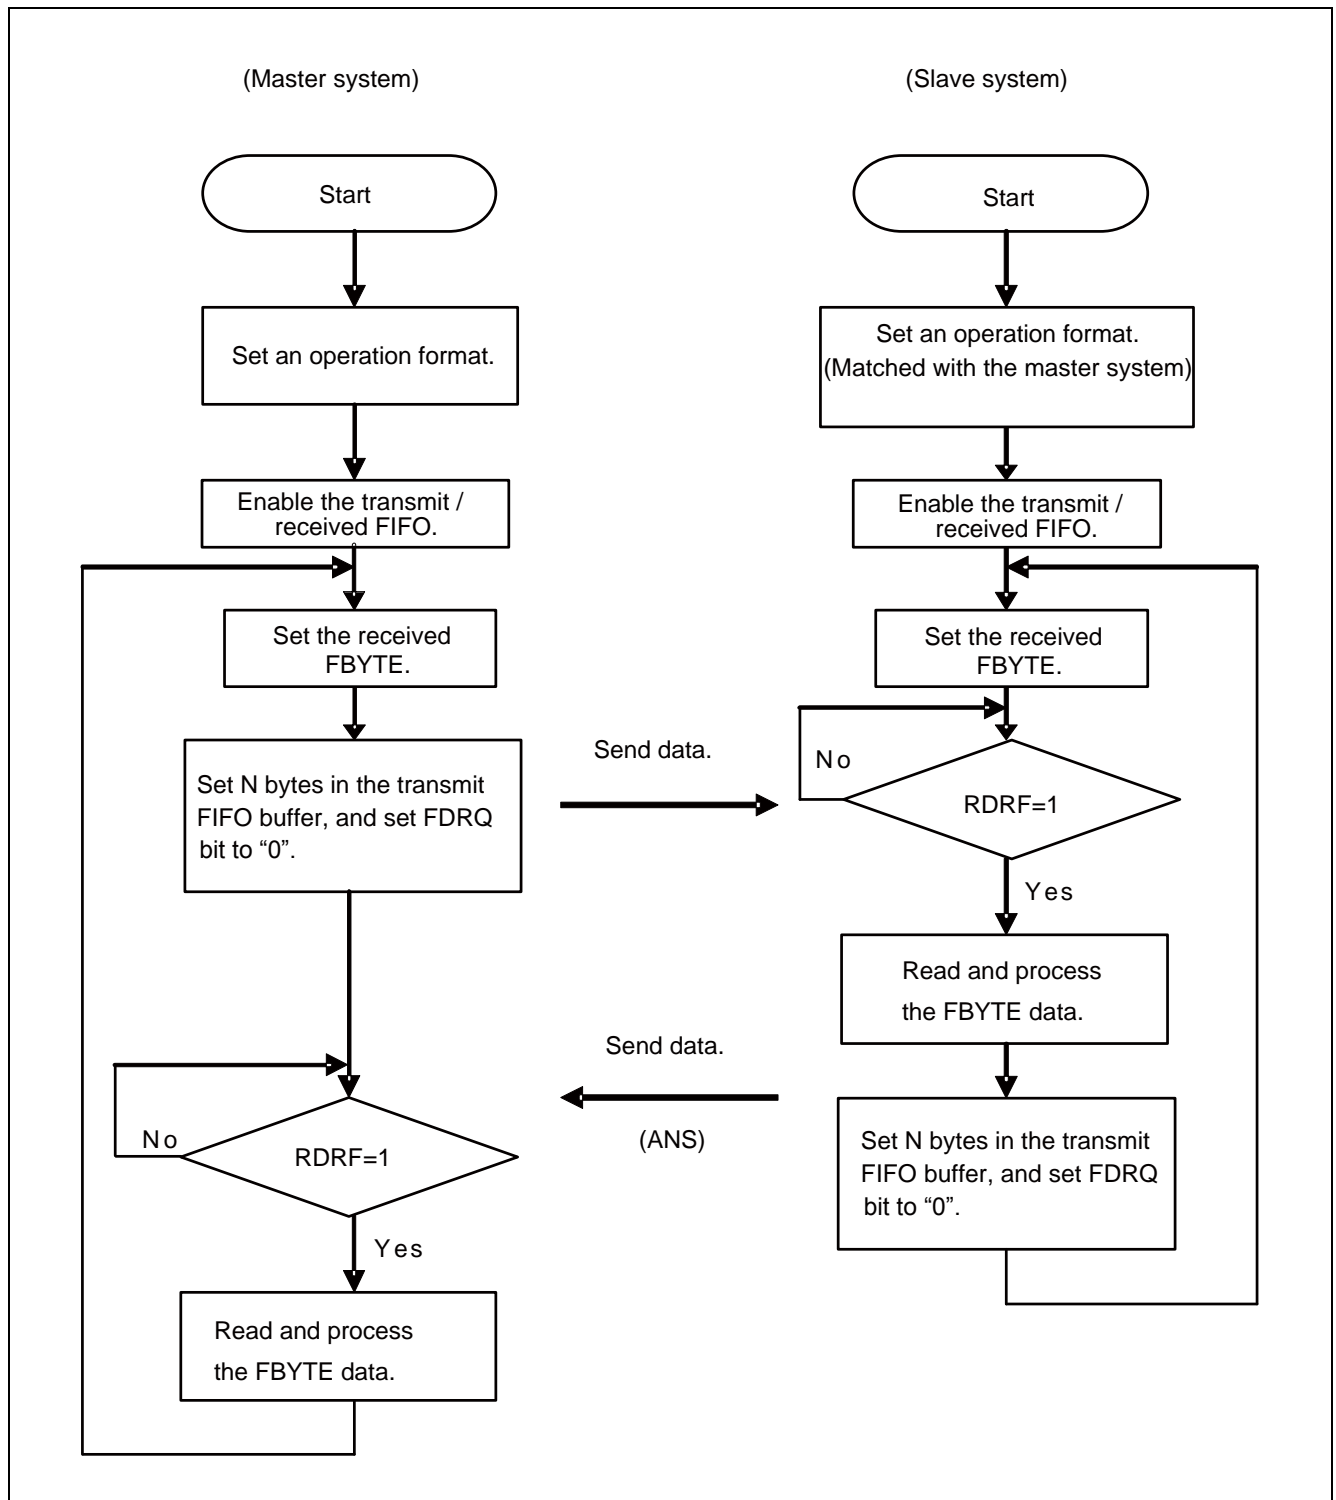 (Master system)
(Slave system)
Start
Start
Set an operation format.
Set an operation format.
(Matched with the master system)
Enable the transmit /
received FIFO.
Enable the transmit /
received FIFO.
Set the received
FBYTE.
Set the received
FBYTE.
Set N bytes in the transmit
FIFO buffer, and set FDRQ
bit to “0”.
Send data.
No
RDRF=1
Yes
Read and process
the FBYTE data.
Send data.
(ANS)
Set N bytes in the transmit
FIFO buffer, and set FDRQ
bit to “0”.
No
RDRF=1
Yes
Read and process
the FBYTE data.